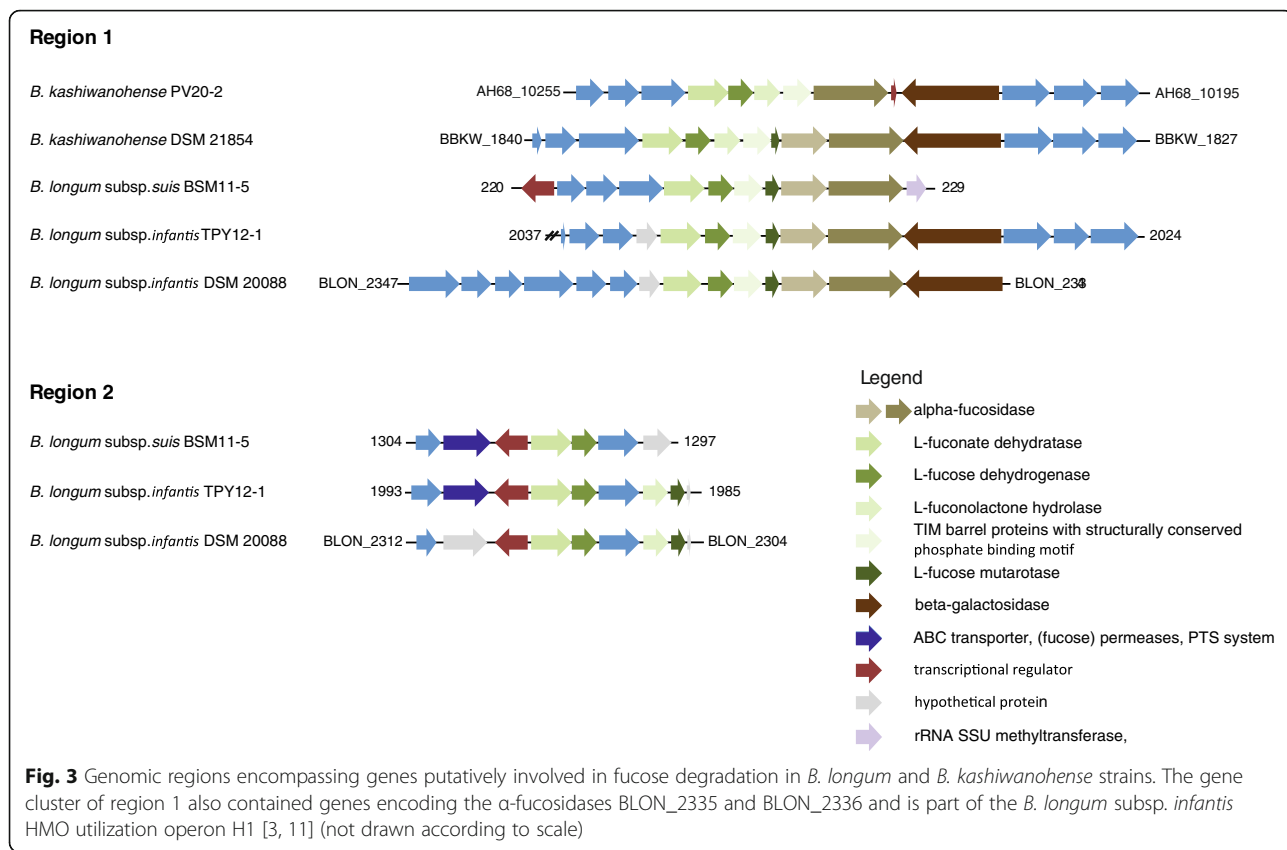 Region 1
B. kashiwanohense PV20-2 AH68_10255 AH68_10195
B. kashiwanohense DSM 21854 BBKW_1840 BBKW_1827
B. longum subsp. suis BSM11-5 220 229
B. longum subsp. infantis TPY12-1 2037 2024
B. longum subsp. infantis DSM 20088 BLON_2347
Region 2
B. longum subsp. suis BSM11-5 1304 1297
B. longum subsp. infantis TPY12-1 1993 1985
B. longum subsp. infantis DSM 20088 BLON_2312 BLON_2304
Legend
alpha-fucosidase
L-fuconate dehydratase
L-fucose dehydrogenase
L-fuconolactone hydrolase
TIM barrel proteins with structurally conserved
phosphate binding motif
L-fucose mutarotase
beta-galactosidase
ABC transporter, (fucose) permeases, PTS system
transcriptional regulator
hypothetical protein
rRNA SSU methyltransferase,
Fig. 3 Genomic regions encompassing genes putatively involved in fucose degradation in B. longum and B. kashiwanohense strains. The gene
cluster of region 1 also contained genes encoding the α-fucosidases BLON_2335 and BLON_2336 and is part of the B. longum subsp. infantis
HMO utilization operon H1 [3, 11] (not drawn according to scale)